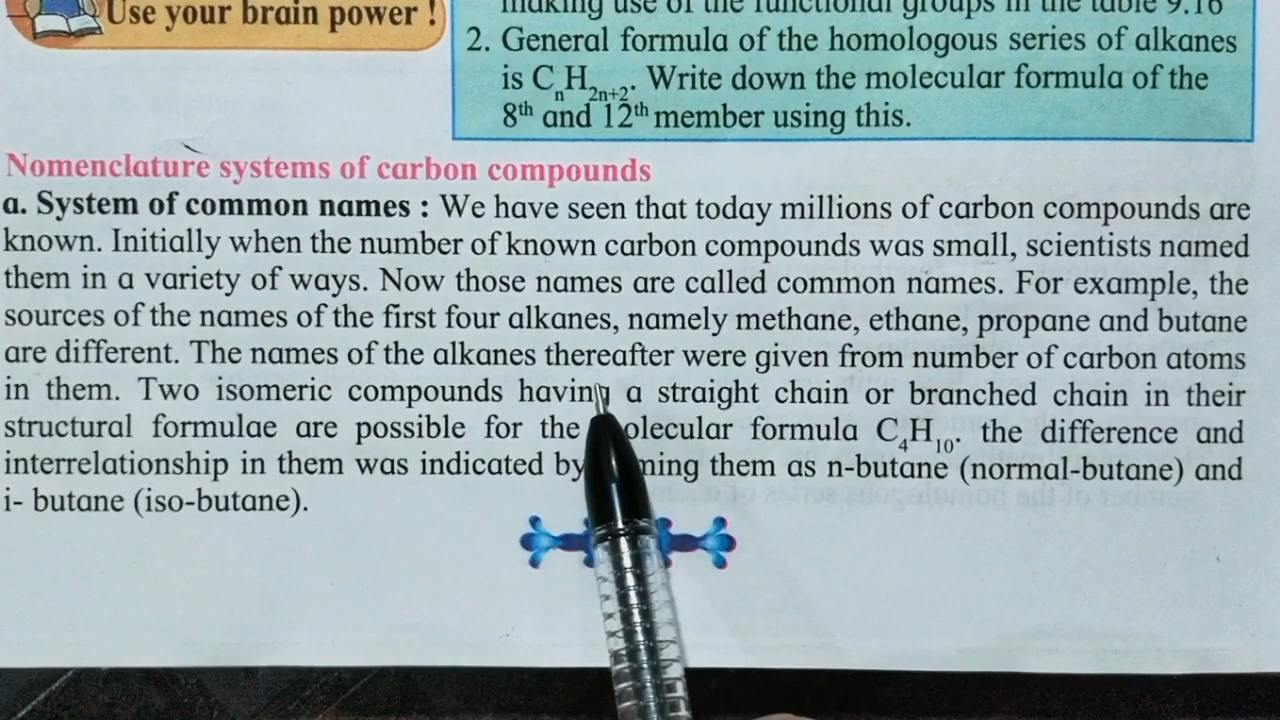 Use your brain power !
making use of the functional groups in the table 9.16
2. General formula of the homologous series of alkanes
is CnH2n+2. Write down the molecular formula of the
8th and 12th member using this.
Nomenclature systems of carbon compounds
a. System of common names : We have seen that today millions of carbon compounds are
known. Initially when the number of known carbon compounds was small, scientists named
them in a variety of ways. Now those names are called common names. For example, the
sources of the names of the first four alkanes, namely methane, ethane, propane and butane
are different. The names of the alkanes thereafter were given from number of carbon atoms
in them. Two isomeric compounds having a straight chain or branched chain in their
structural formulae are possible for the olecular formula C4H10. the difference and
interrelationship in them was indicated by ming them as n-butane (normal-butane) and
i- butane (iso-butane).